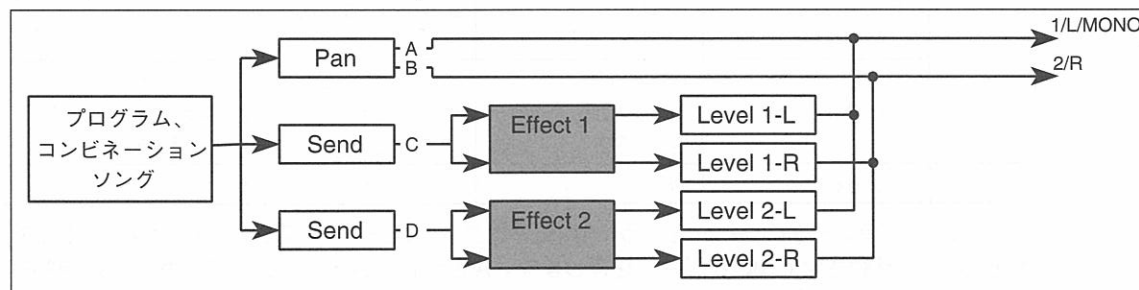 1/L/MONO
Pan
A
B
2/R
プログラム、
コンビネーション
ソング
Send
C
Effect 1
Level 1-L
Level 1-R
Send
D
Effect 2
Level 2-L
Level 2-R